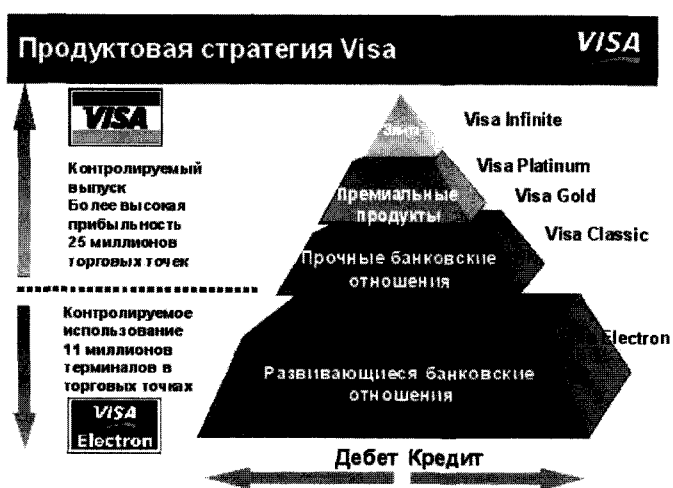 Продуктовая стратегия Visa
VISA
VISA
Контролируемый
выпуск
Более высокая
прибыльность
25 миллионов
торговых точек
Контролируемое
использование
11 миллионов
терминалов в
торговых точках
VISA
Electron
Visa Infinite
Visa Platinum
Премиальные
продукты
Visa Gold
Visa Classic
Прочные банковские
отношения
Electron
Развивающиеся банковские
отношения
Дебет Кредит